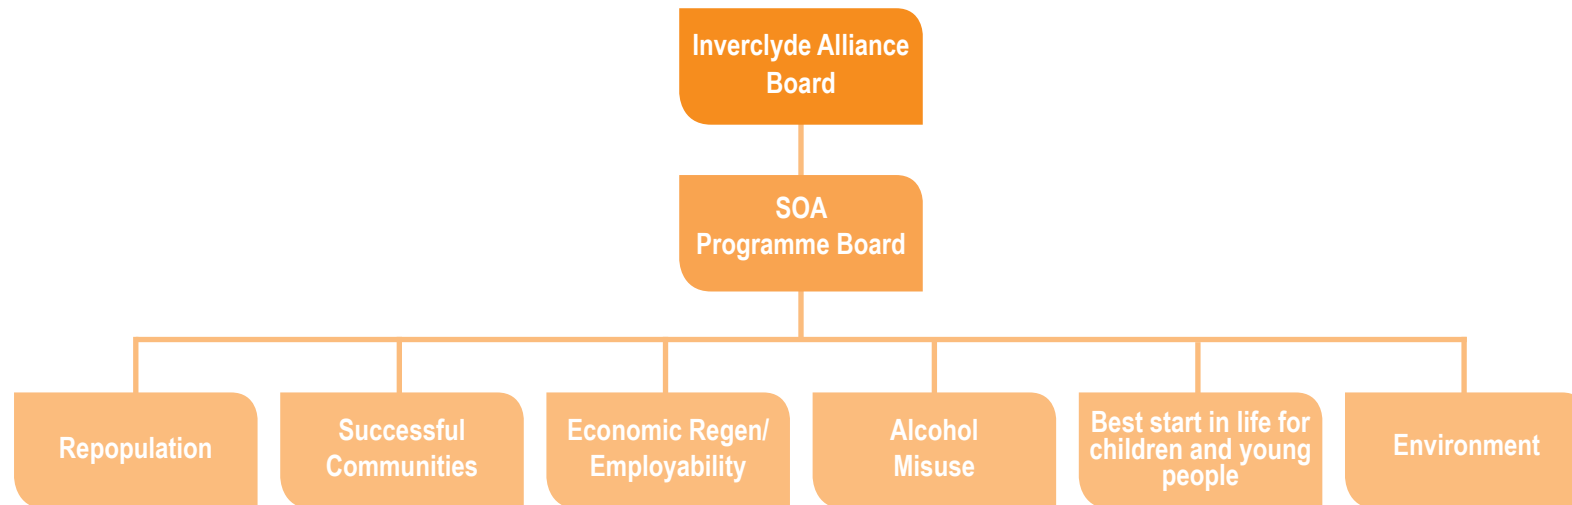 Inverclyde Alliance
Board
SOA
Programme Board
Repopulation
Successful
Communities
Economic Regen/
Employability
Alcohol
Misuse
Best start in life for
children and young
people
Environment